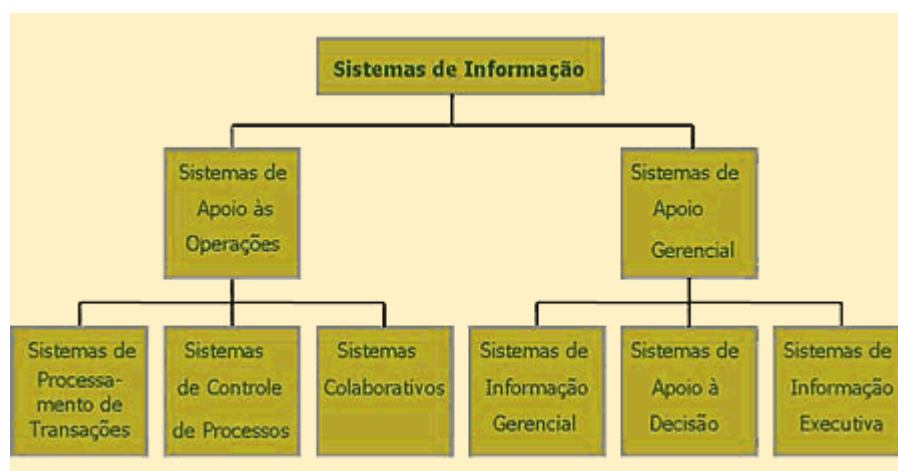 Sistemas de Informação
Sistemas de
Apoio às
Operações
Sistemas de
Apoio
Gerencial
Sistemas de
Processa-
mento de
Transações
Sistemas
de Controle
de Processos
Sistemas
Colaborativos
Sistemas de
Informação
Gerencial
Sistemas de
Apoio à
Decisão
Sistemas de
Informação
Executiva